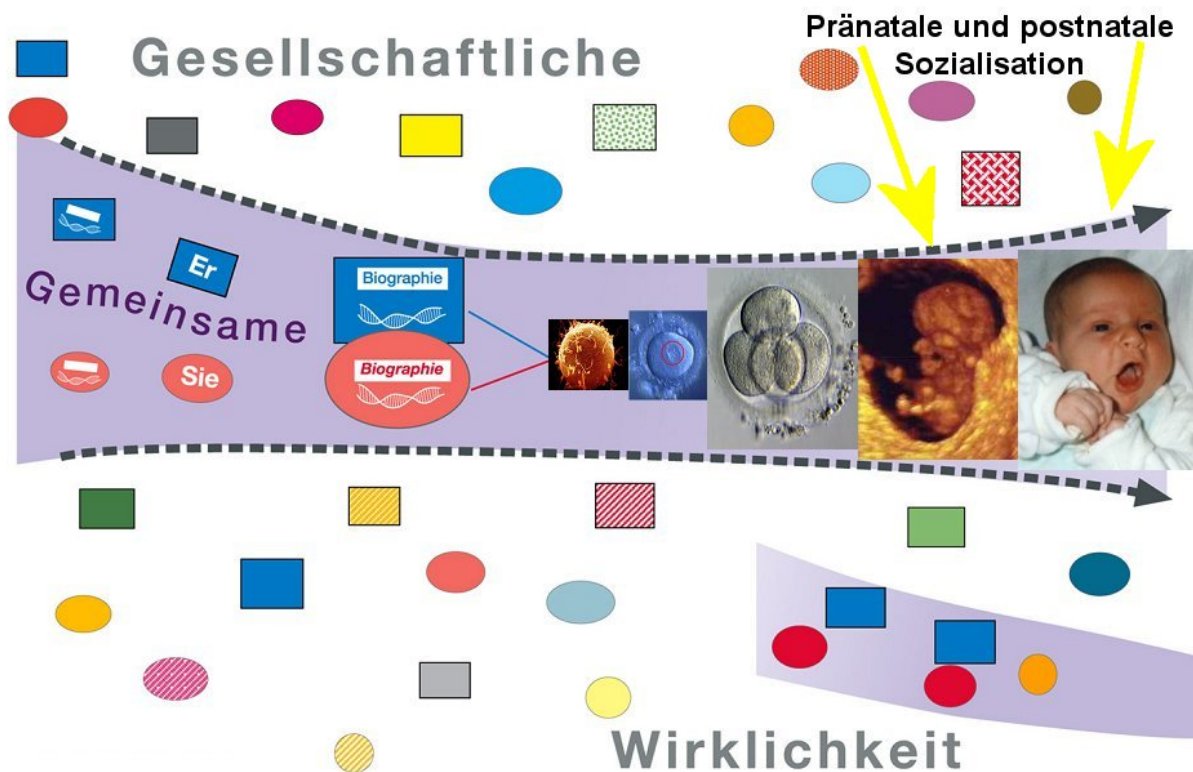 Gesellschaftliche
Pränatale und postnatale
Sozialisation
Er
Gemeinsame
Sie
Biographie
Biographie
Wirklichkeit